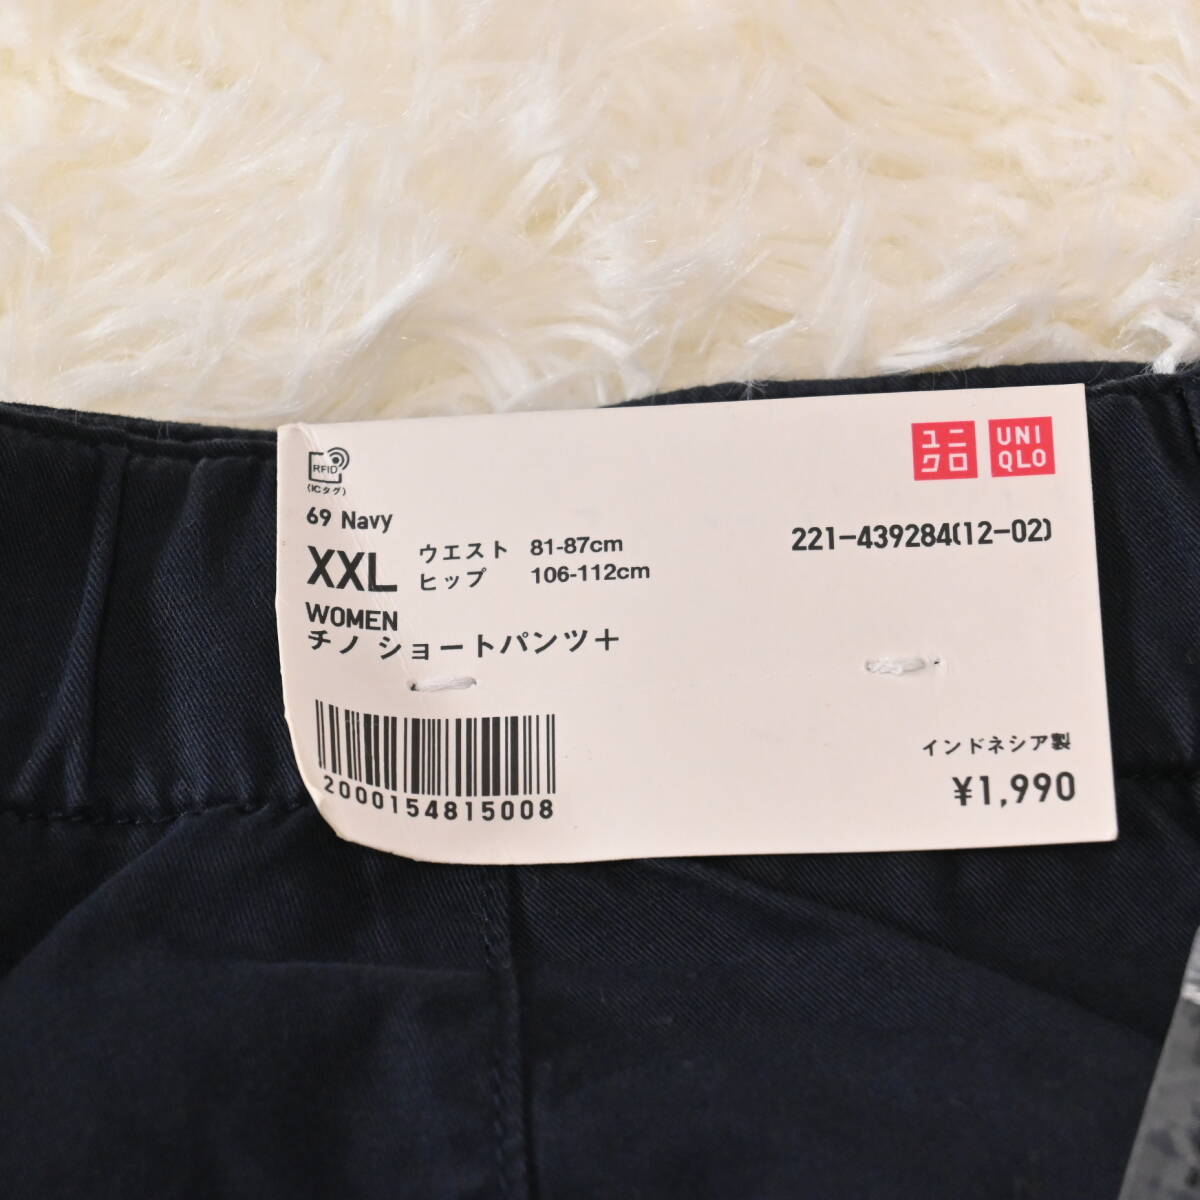 RFID
(ICタグ)
ユニ
クロ
UNI
QLO
69 Navy
XXL
ウエスト 81-87cm
ヒップ 106-112cm
221-439284(12-02)
WOMEN
チノ ショートパンツ+
2000154815008
インドネシア製
¥1,990